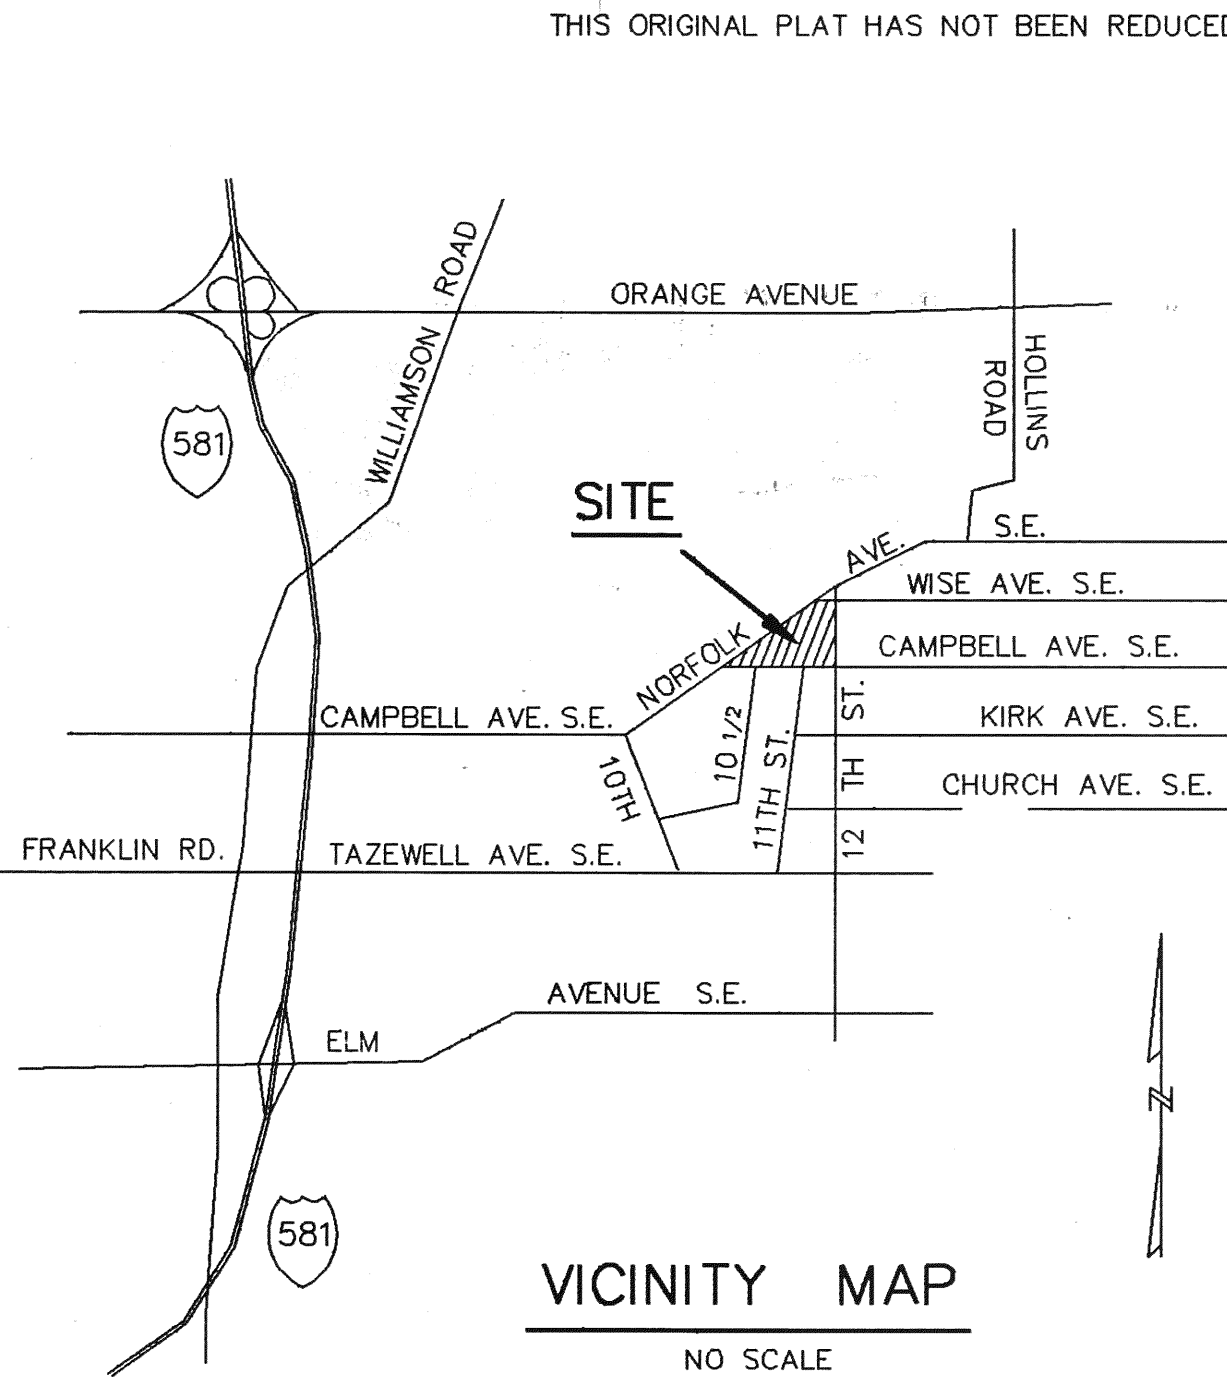 THIS ORIGINAL PLAT HAS NOT BEEN REDUCED
WILLIAMSON ROAD
ORANGE AVENUE
HOLLINS
ROAD
581
SITE
NORFOLK AVE. S.E.
WISE AVE. S.E.
CAMPBELL AVE. S.E.
CAMPBELL AVE. S.E.
KIRK AVE. S.E.
10TH
10 1/2
11TH ST.
12 TH ST.
CHURCH AVE. S.E.
FRANKLIN RD.
TAZEWELL AVE. S.E.
ELM AVENUE S.E.
N
581
VICINITY MAP
NO SCALE